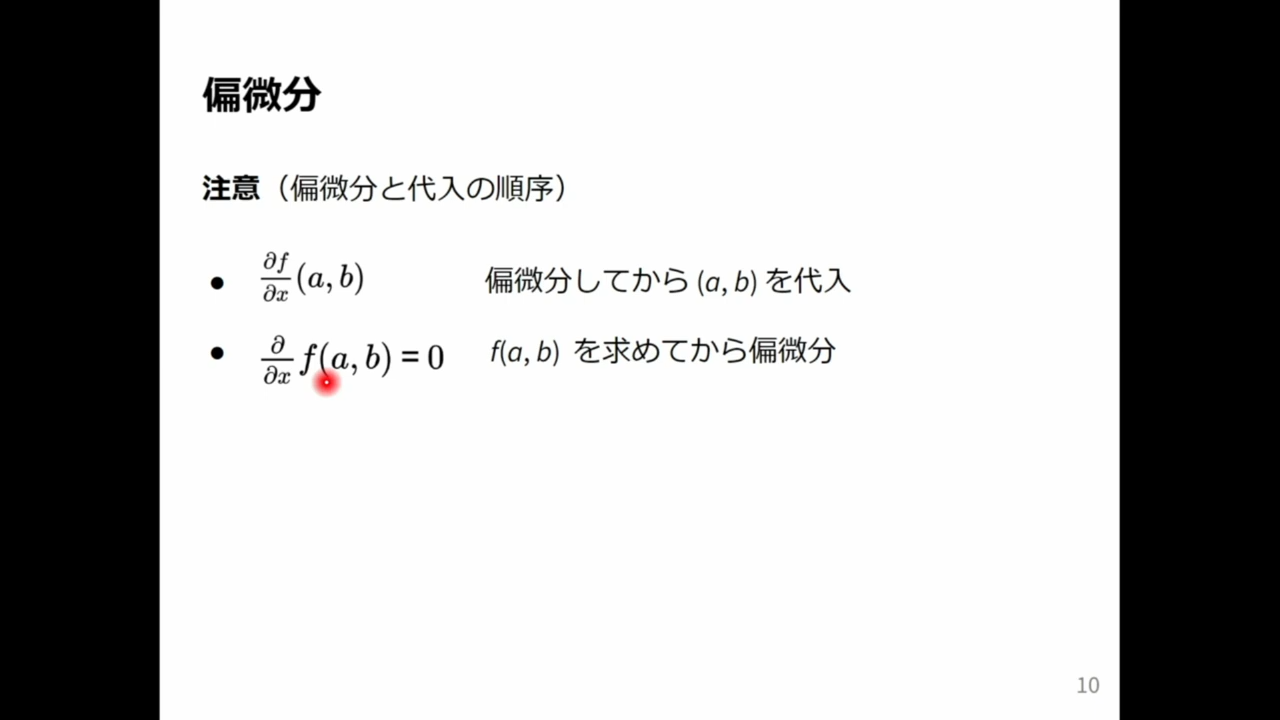 偏微分
注意（偏微分と代入の順序）
● ∂f/∂x (a, b) 偏微分してから (a, b) を代入
● ∂/∂x f(a, b) = 0 f(a, b) を求めてから偏微分
10